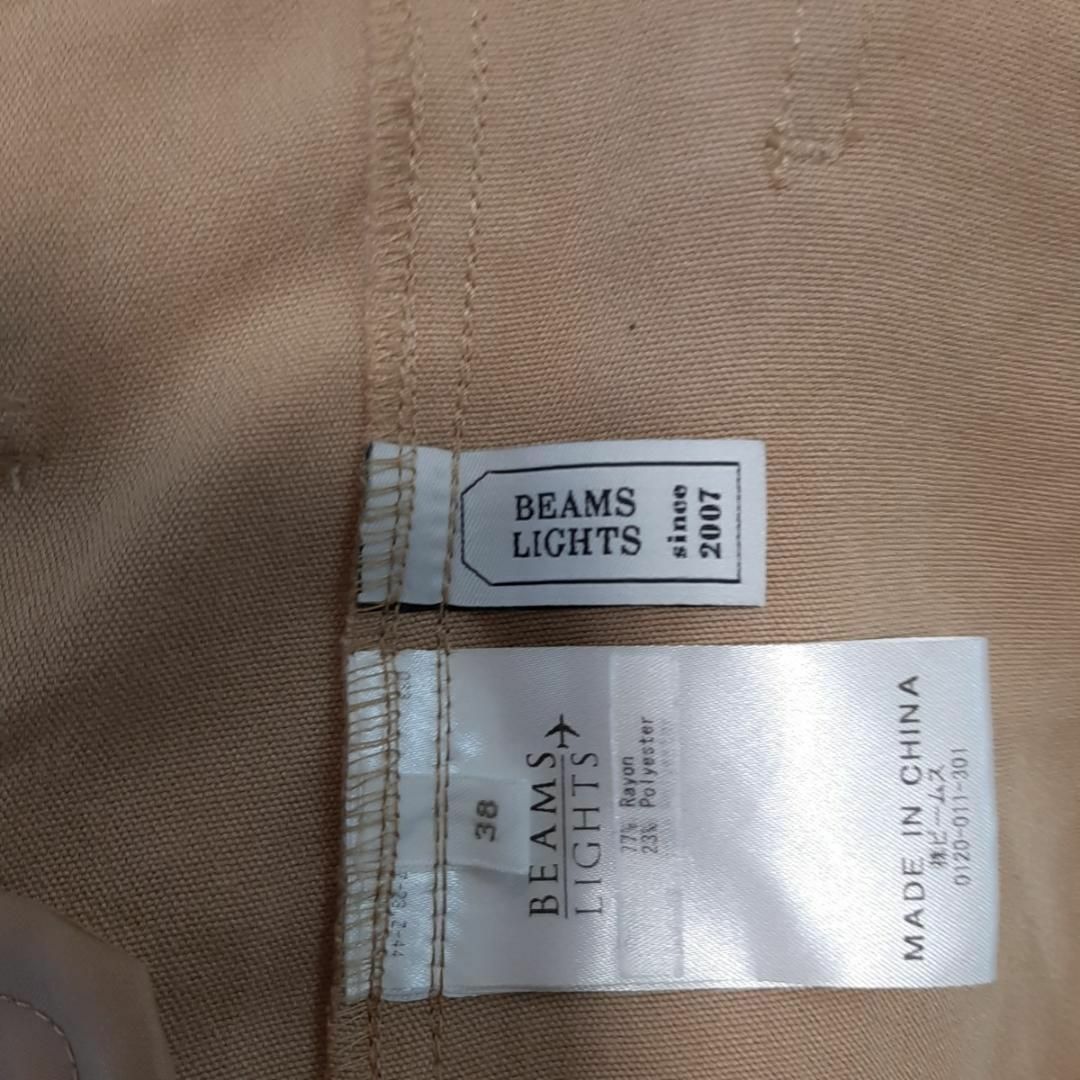 BEAMS
LIGHTS
since
2007
38
BEAMS
LIGHTS
77% Rayon
23% Polyester
MADE IN CHINA
㈱ビームス
0120-011-301